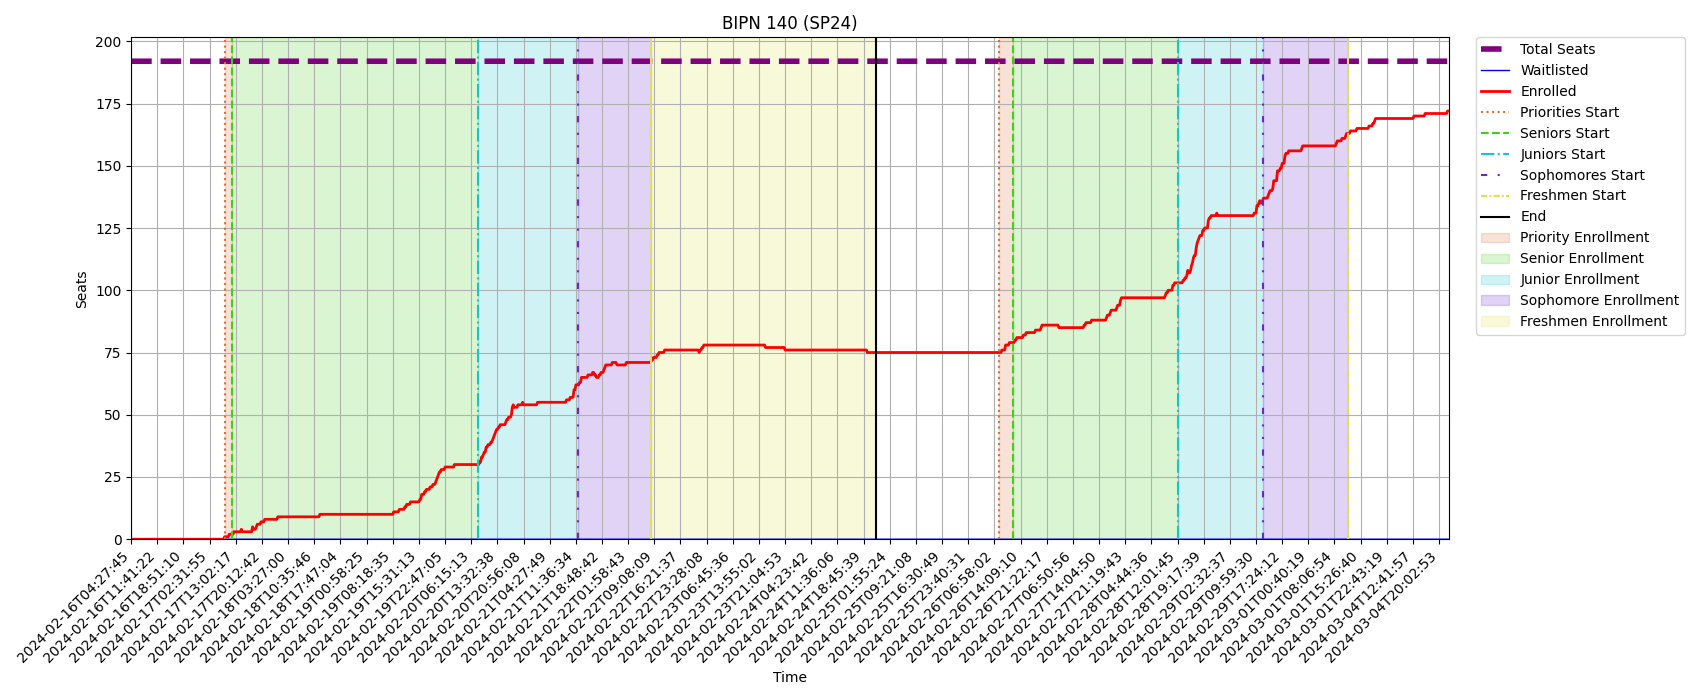 BIPN 140 (SP24)
200
175
150
125
100
75
50
25
0
Seats
2024-02-16T04:27:45
2024-02-16T11:41:22
2024-02-16T18:51:10
2024-02-17T02:31:55
2024-02-17T13:02:17
2024-02-17T20:12:42
2024-02-18T03:27:00
2024-02-18T10:35:46
2024-02-18T17:47:04
2024-02-19T00:58:25
2024-02-19T08:18:35
2024-02-19T15:31:13
2024-02-19T22:47:05
2024-02-20T06:15:13
2024-02-20T13:32:38
2024-02-20T20:56:08
2024-02-21T04:27:49
2024-02-21T11:36:34
2024-02-21T18:48:42
2024-02-22T01:58:43
2024-02-22T09:08:09
2024-02-22T16:21:37
2024-02-22T23:28:08
2024-02-23T06:45:36
2024-02-23T13:55:02
2024-02-23T21:04:53
2024-02-24T04:23:42
2024-02-24T11:36:06
2024-02-24T18:45:39
2024-02-25T01:55:24
2024-02-25T09:21:08
2024-02-25T16:30:49
2024-02-25T23:40:31
2024-02-26T06:58:02
2024-02-26T14:09:10
2024-02-26T21:22:17
2024-02-27T06:50:56
2024-02-27T14:04:50
2024-02-27T21:19:43
2024-02-28T04:44:36
2024-02-28T12:01:45
2024-02-28T19:17:39
2024-02-29T02:32:37
2024-02-29T09:59:30
2024-02-29T17:24:12
2024-03-01T00:40:19
2024-03-01T08:06:54
2024-03-01T15:26:40
2024-03-01T22:43:19
2024-03-04T12:41:57
2024-03-04T20:02:53
Time
Total Seats
Waitlisted
Enrolled
Priorities Start
Seniors Start
Juniors Start
Sophomores Start
Freshmen Start
End
Priority Enrollment
Senior Enrollment
Junior Enrollment
Sophomore Enrollment
Freshmen Enrollment